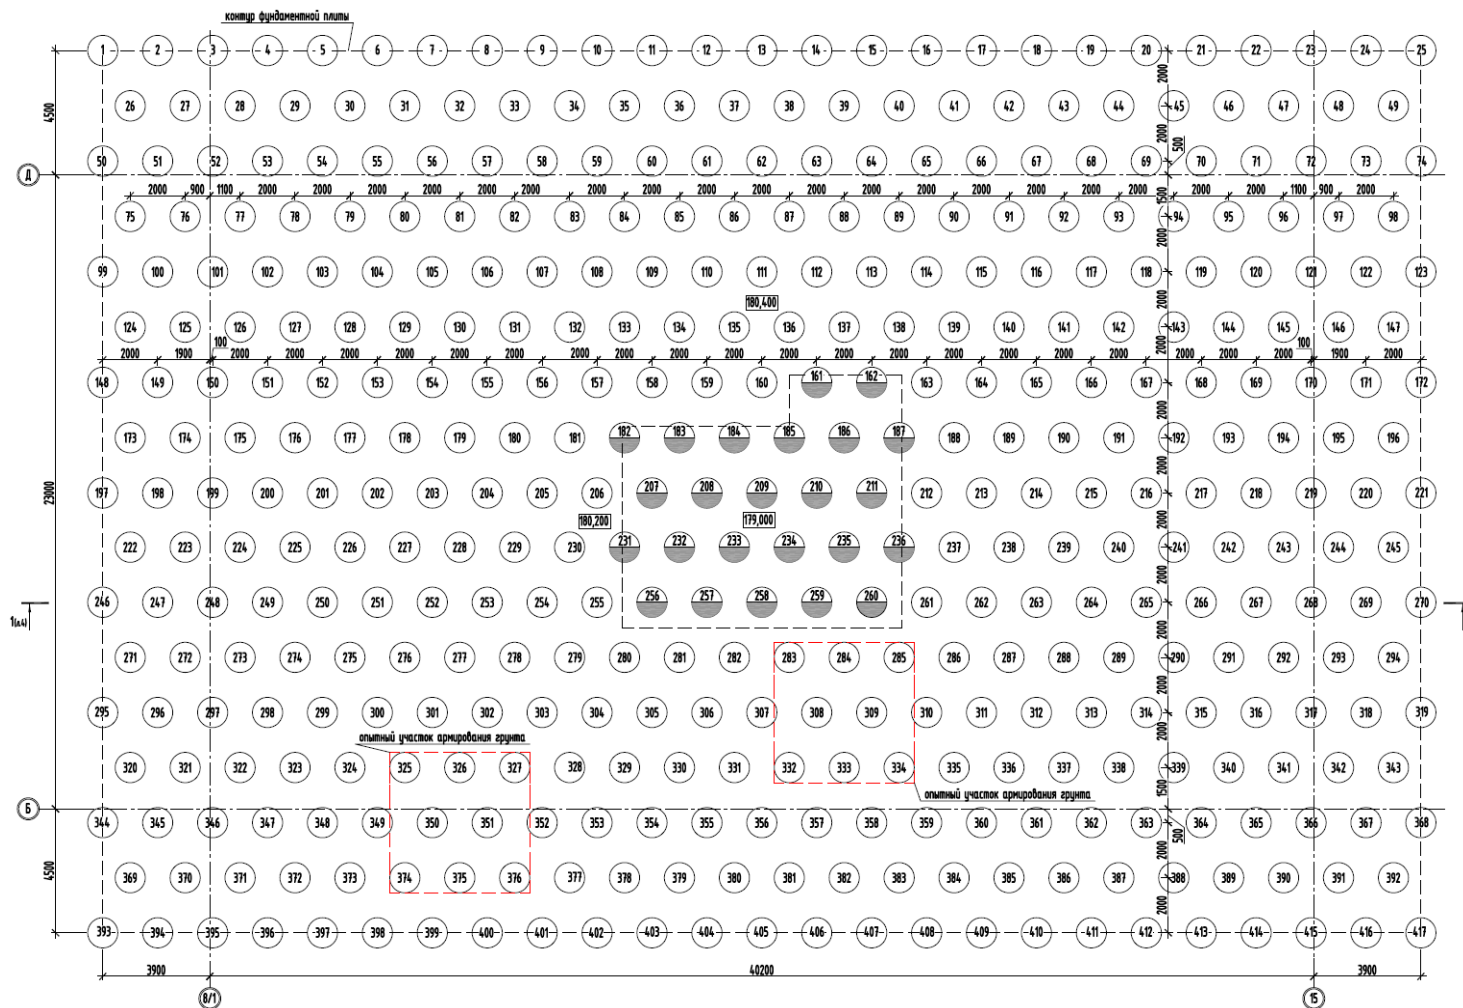 контур фундаментной плиты
1 2 3 4 5 6 7 8 9 10 11 12 13 14 15 16 17 18 19 20 21 22 23 24 25
2000
26 27 28 29 30 31 32 33 34 35 36 37 38 39 40 41 42 43 44 45 46 47 48 49
4500
2000 500
50 51 52 53 54 55 56 57 58 59 60 61 62 63 64 65 66 67 68 69 70 71 72 73 74
Д
2000 900 1100 2000 2000 2000 2000 2000 2000 2000 2000 2000 2000 2000 2000 2000 2000 2000 2000 2000 2000 2000 1100 900 2000
1500
75 76 77 78 79 80 81 82 83 84 85 86 87 88 89 90 91 92 93 94 95 96 97 98
2000
99 100 101 102 103 104 105 106 107 108 109 110 111 112 113 114 115 116 117 118 119 120 121 122 123
180,400
2000
124 125 126 127 128 129 130 131 132 133 134 135 136 137 138 139 140 141 142 143 144 145 146 147
100 100
2000 1900 2000 2000 2000 2000 2000 2000 2000 2000 2000 2000 2000 2000 2000 2000 2000 2000 2000 2000 2000 2000 1900 2000
2000
148 149 150 151 152 153 154 155 156 157 158 159 160 161 162 163 164 165 166 167 168 169 170 171 172
2000
173 174 175 176 177 178 179 180 181 182 183 184 185 186 187 188 189 190 191 192 193 194 195 196
2000
23000
197 198 199 200 201 202 203 204 205 206 207 208 209 210 211 212 213 214 215 216 217 218 219 220 221
180,200 179,000
2000
222 223 224 225 226 227 228 229 230 231 232 233 234 235 236 237 238 239 240 241 242 243 244 245
2000
246 247 248 249 250 251 252 253 254 255 256 257 258 259 260 261 262 263 264 265 266 267 268 269 270
1(л.4)
2000
271 272 273 274 275 276 277 278 279 280 281 282 283 284 285 286 287 288 289 290 291 292 293 294
2000
295 296 297 298 299 300 301 302 303 304 305 306 307 308 309 310 311 312 313 314 315 316 317 318 319
опытный участок армирования грунта
2000
320 321 322 323 324 325 326 327 328 329 330 331 332 333 334 335 336 337 338 339 340 341 342 343
опытный участок армирования грунта
1500
Б
344 345 346 347 348 349 350 351 352 353 354 355 356 357 358 359 360 361 362 363 364 365 366 367 368
500
2000
4500
369 370 371 372 373 374 375 376 377 378 379 380 381 382 383 384 385 386 387 388 389 390 391 392
2000
393 394 395 396 397 398 399 400 401 402 403 404 405 406 407 408 409 410 411 412 413 414 415 416 417
3900 40200 3900
8/1 15